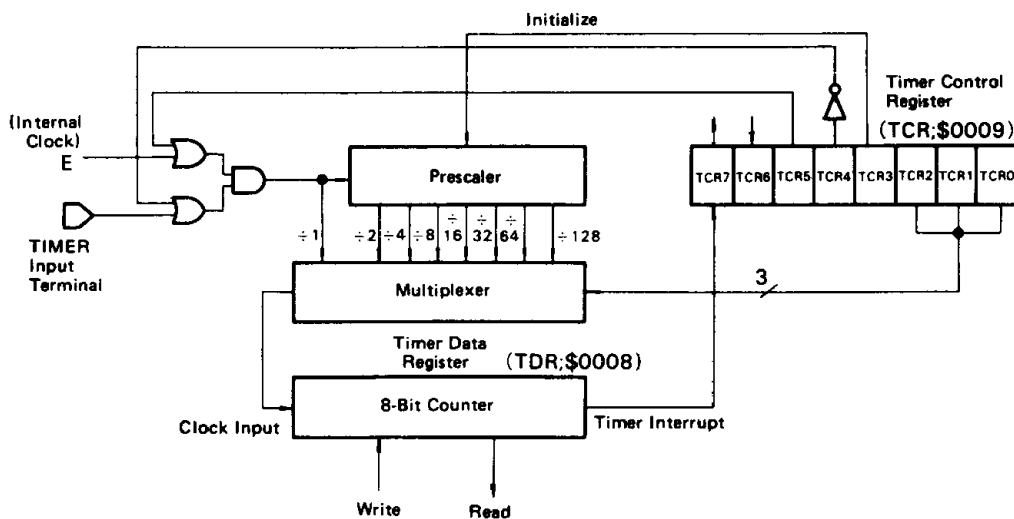 Initialize
Timer Control
Register
(TCR;$0009)
(Internal
Clock)
E
TCR7 TCR6 TCR5 TCR4 TCR3 TCR2 TCR1 TCR0
Prescaler
TIMER
Input
Terminal
÷1 ÷2 ÷4 ÷8 ÷16 ÷32 ÷64 ÷128
3
Multiplexer
Timer Data
Register
(TDR;$0008)
8-Bit Counter
Clock Input
Timer Interrupt
Write
Read